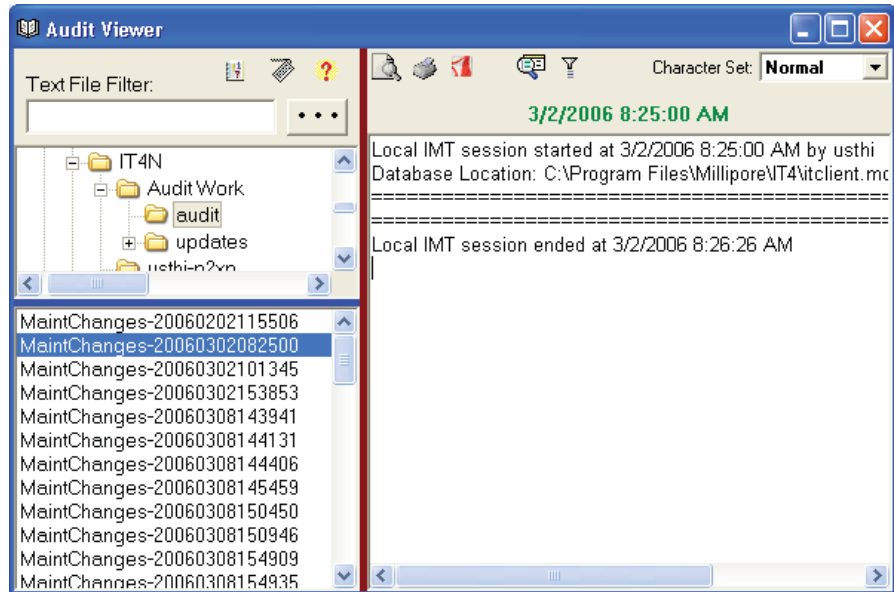 Audit Viewer
Text File Filter:
...
IT4N
Audit Work
audit
updates
usthi-n2xp
MaintChanges-20060202115506
MaintChanges-20060302082500
MaintChanges-20060302101345
MaintChanges-20060302153853
MaintChanges-20060308143941
MaintChanges-20060308144131
MaintChanges-20060308144406
MaintChanges-20060308145459
MaintChanges-20060308150450
MaintChanges-20060308150946
MaintChanges-20060308154909
MaintChanges-20060308154935
Character Set: Normal
3/2/2006 8:25:00 AM
Local IMT session started at 3/2/2006 8:25:00 AM by usthi
Database Location: C:\Program Files\Millipore\IT4\itclient.mc
================================================
================================================
Local IMT session ended at 3/2/2006 8:26:26 AM